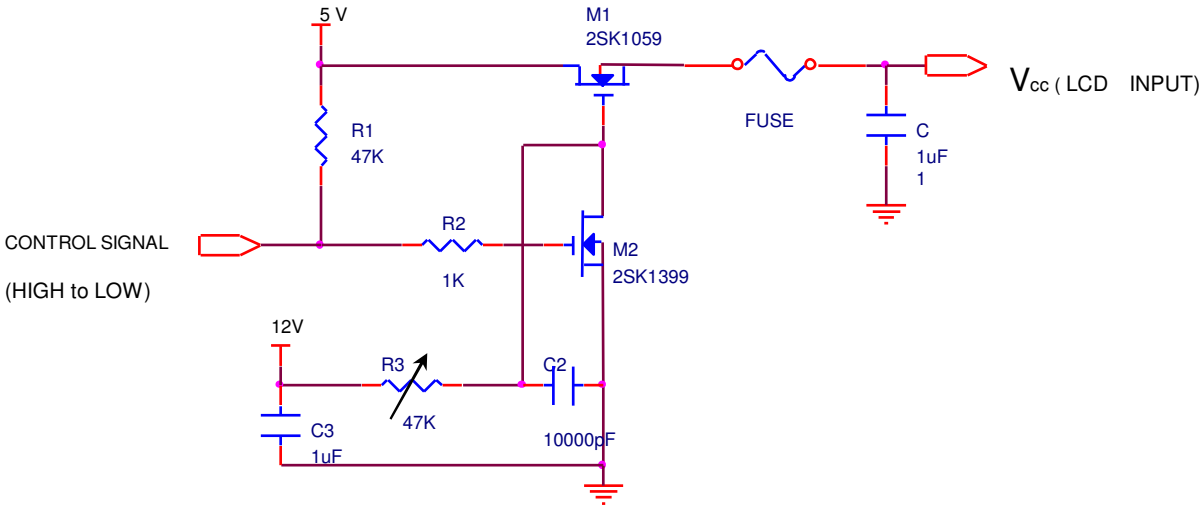 5 V
M1
2SK1059
R1
47K
FUSE
Vcc ( LCD INPUT)
C
1uF
1
CONTROL SIGNAL
(HIGH to LOW)
R2
1K
M2
2SK1399
12V
R3
47K
C2
10000pF
C3
1uF